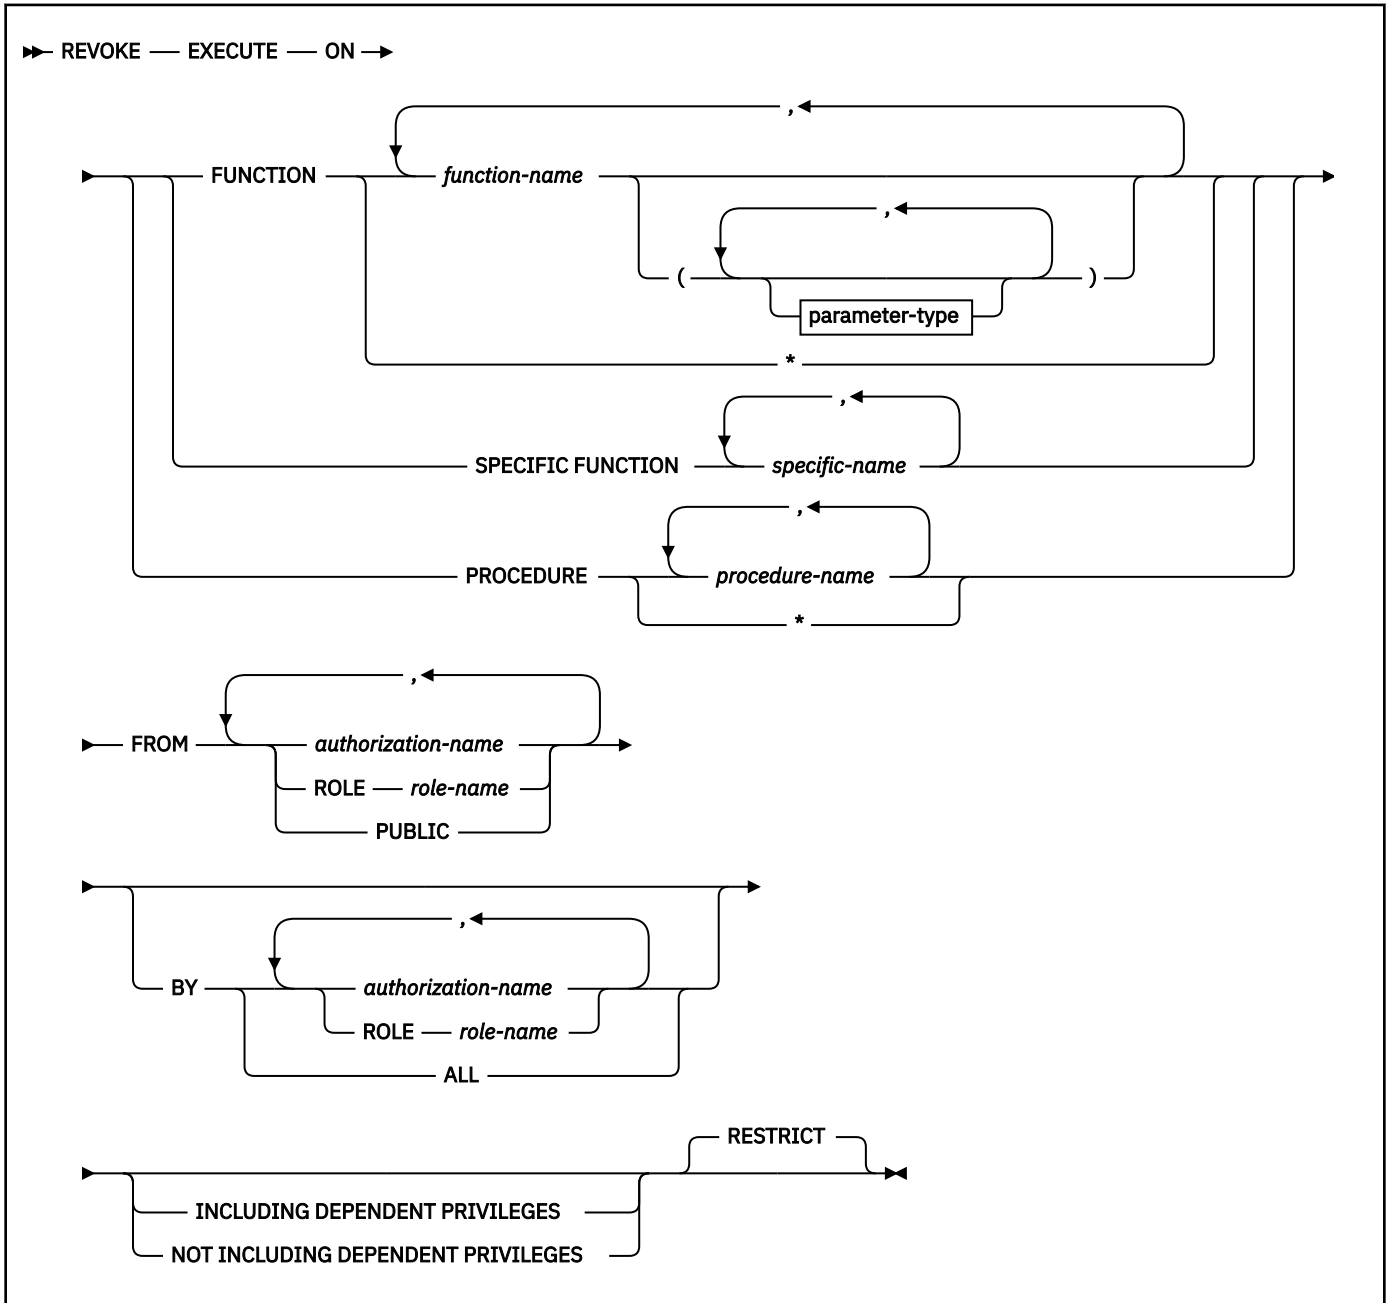 REVOKE EXECUTE ON
,
FUNCTION function-name
,
( )
parameter-type
*
,
SPECIFIC FUNCTION specific-name
,
PROCEDURE procedure-name
*
,
FROM authorization-name
ROLE role-name
PUBLIC
,
BY authorization-name
ROLE role-name
ALL
RESTRICT
INCLUDING DEPENDENT PRIVILEGES
NOT INCLUDING DEPENDENT PRIVILEGES